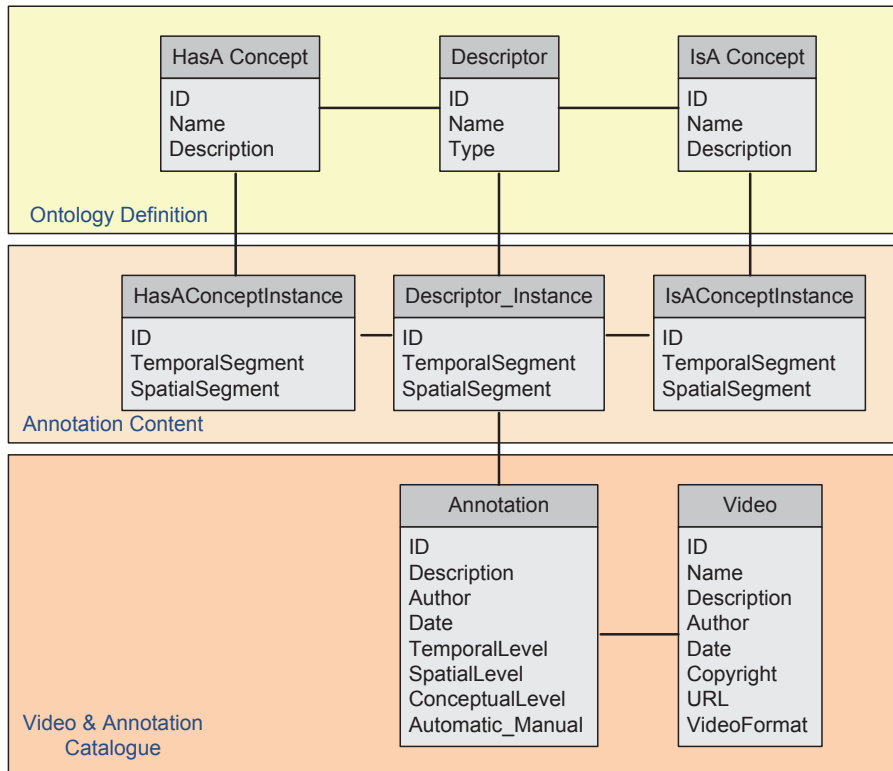 HasA Concept
ID
Name
Description
Descriptor
ID
Name
Type
IsA Concept
ID
Name
Description
Ontology Definition
HasAConceptInstance
ID
TemporalSegment
SpatialSegment
Descriptor_Instance
ID
TemporalSegment
SpatialSegment
IsAConceptInstance
ID
TemporalSegment
SpatialSegment
Annotation Content
Annotation
ID
Description
Author
Date
TemporalLevel
SpatialLevel
ConceptualLevel
Automatic_Manual
Video
ID
Name
Description
Author
Date
Copyright
URL
VideoFormat
Video & Annotation
Catalogue